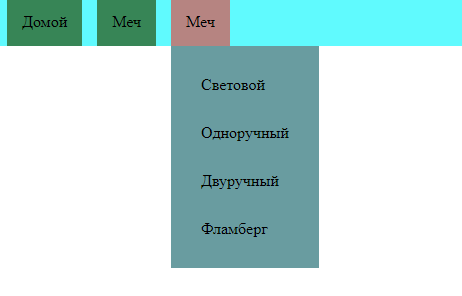 Домой Меч Меч
Световой
Одноручный
Двуручный
Фламберг